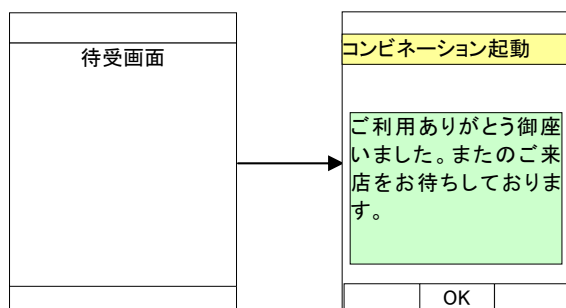 待受画面
コンビネーション起動
ご利用ありがとう御座
いました。またのご来
店をお待ちしておりま
す。
OK